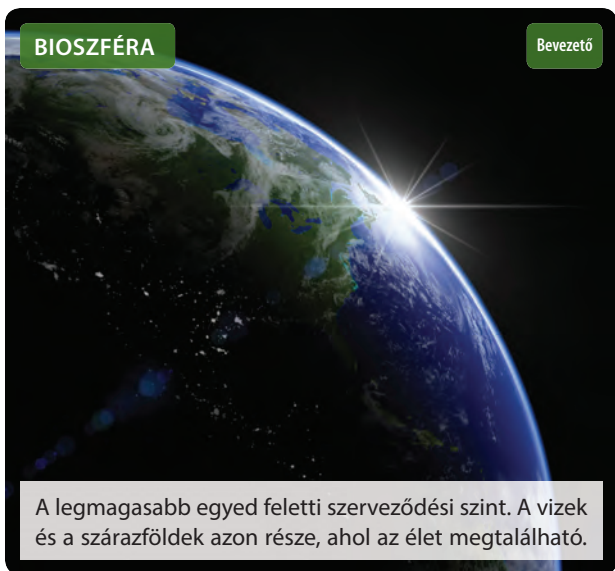 BIOSZFÉRA
Bevezető
A legmagasabb egyed feletti szerveződési szint. A vizek
és a szárazföldek azon része, ahol az élet megtalálható.